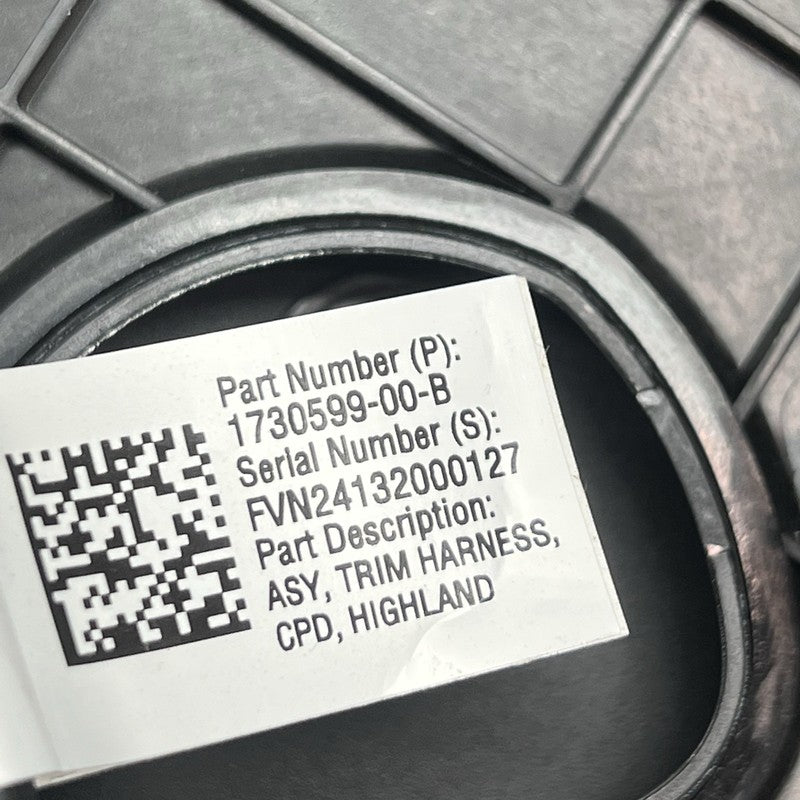 Part Number (P):
1730599-00-B
Serial Number (S):
FVN24132000127
Part Description:
ASY, TRIM HARNESS,
CPD, HIGHLAND